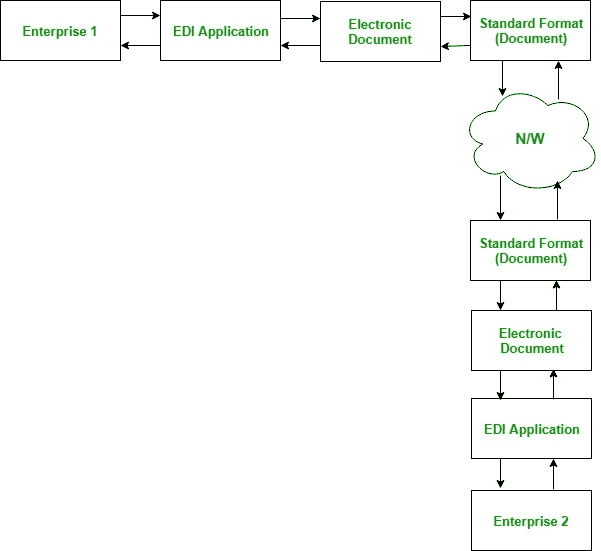 Enterprise 1
EDI Application
Electronic
Document
Standard Format
(Document)
N/W
Standard Format
(Document)
Electronic
Document
EDI Application
Enterprise 2